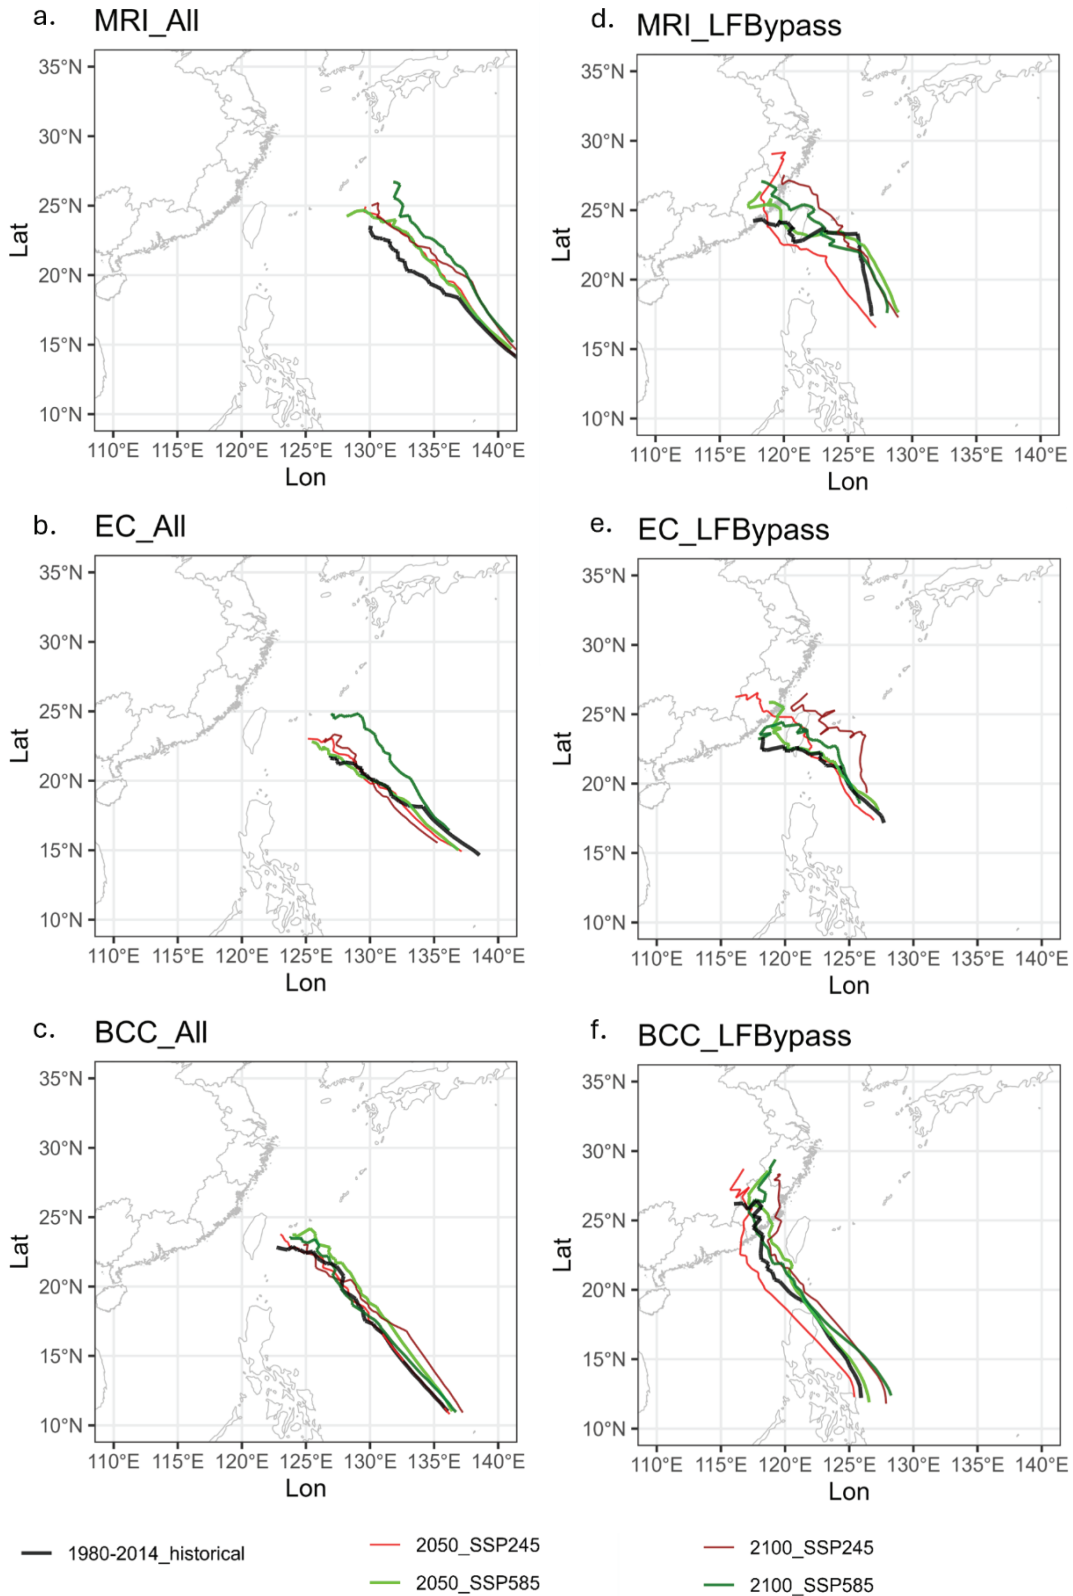 a. MRI_All
35°N
30°N
25°N
20°N
15°N
10°N
Lat
110°E 115°E 120°E 125°E 130°E 135°E 140°E
Lon
d. MRI_LFBypass
35°N
30°N
25°N
20°N
15°N
10°N
Lat
110°E 115°E 120°E 125°E 130°E 135°E 140°E
Lon
b. EC_All
35°N
30°N
25°N
20°N
15°N
10°N
Lat
110°E 115°E 120°E 125°E 130°E 135°E 140°E
Lon
e. EC_LFBypass
35°N
30°N
25°N
20°N
15°N
10°N
Lat
110°E 115°E 120°E 125°E 130°E 135°E 140°E
Lon
c. BCC_All
35°N
30°N
25°N
20°N
15°N
10°N
Lat
110°E 115°E 120°E 125°E 130°E 135°E 140°E
Lon
f. BCC_LFBypass
35°N
30°N
25°N
20°N
15°N
10°N
Lat
110°E 115°E 120°E 125°E 130°E 135°E 140°E
Lon
1980-2014_historical
2050_SSP245
2050_SSP585
2100_SSP245
2100_SSP585